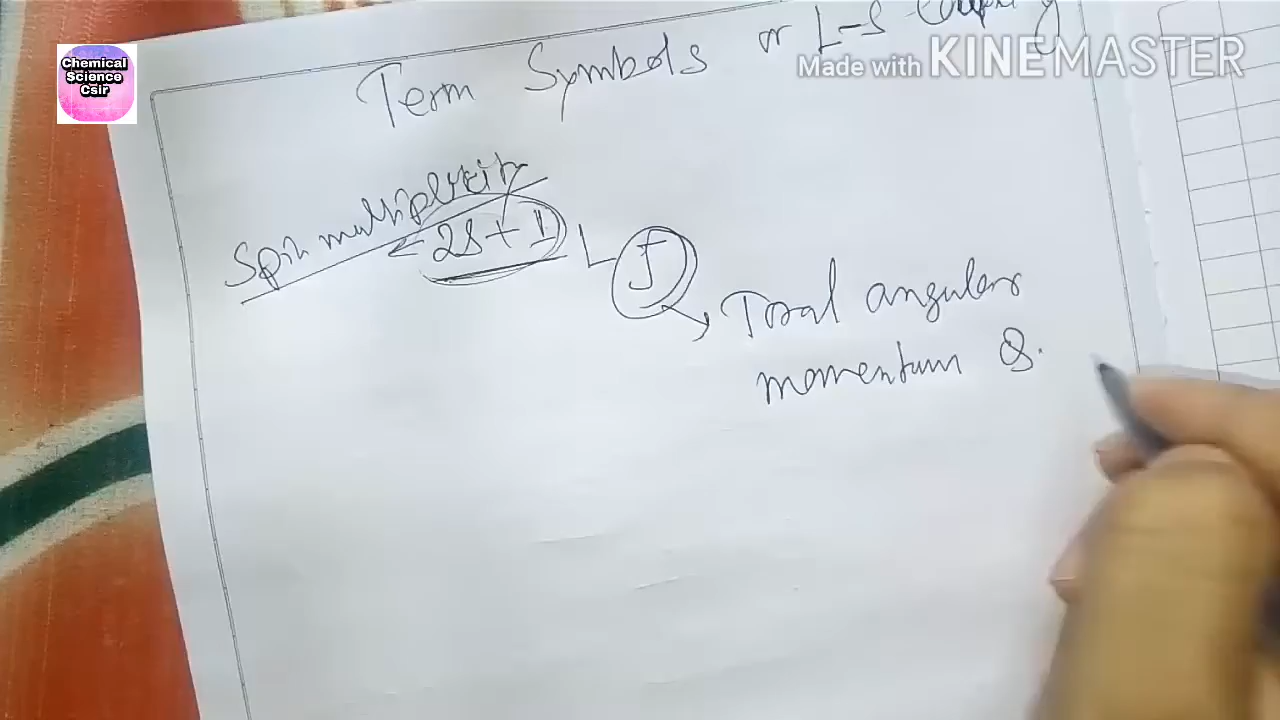 Chemical
Science
Csir
Made with KINEMASTER
Term Symbols or L-S
Spin multiplicity
2S+1 L J
Total angular
momentum Q.